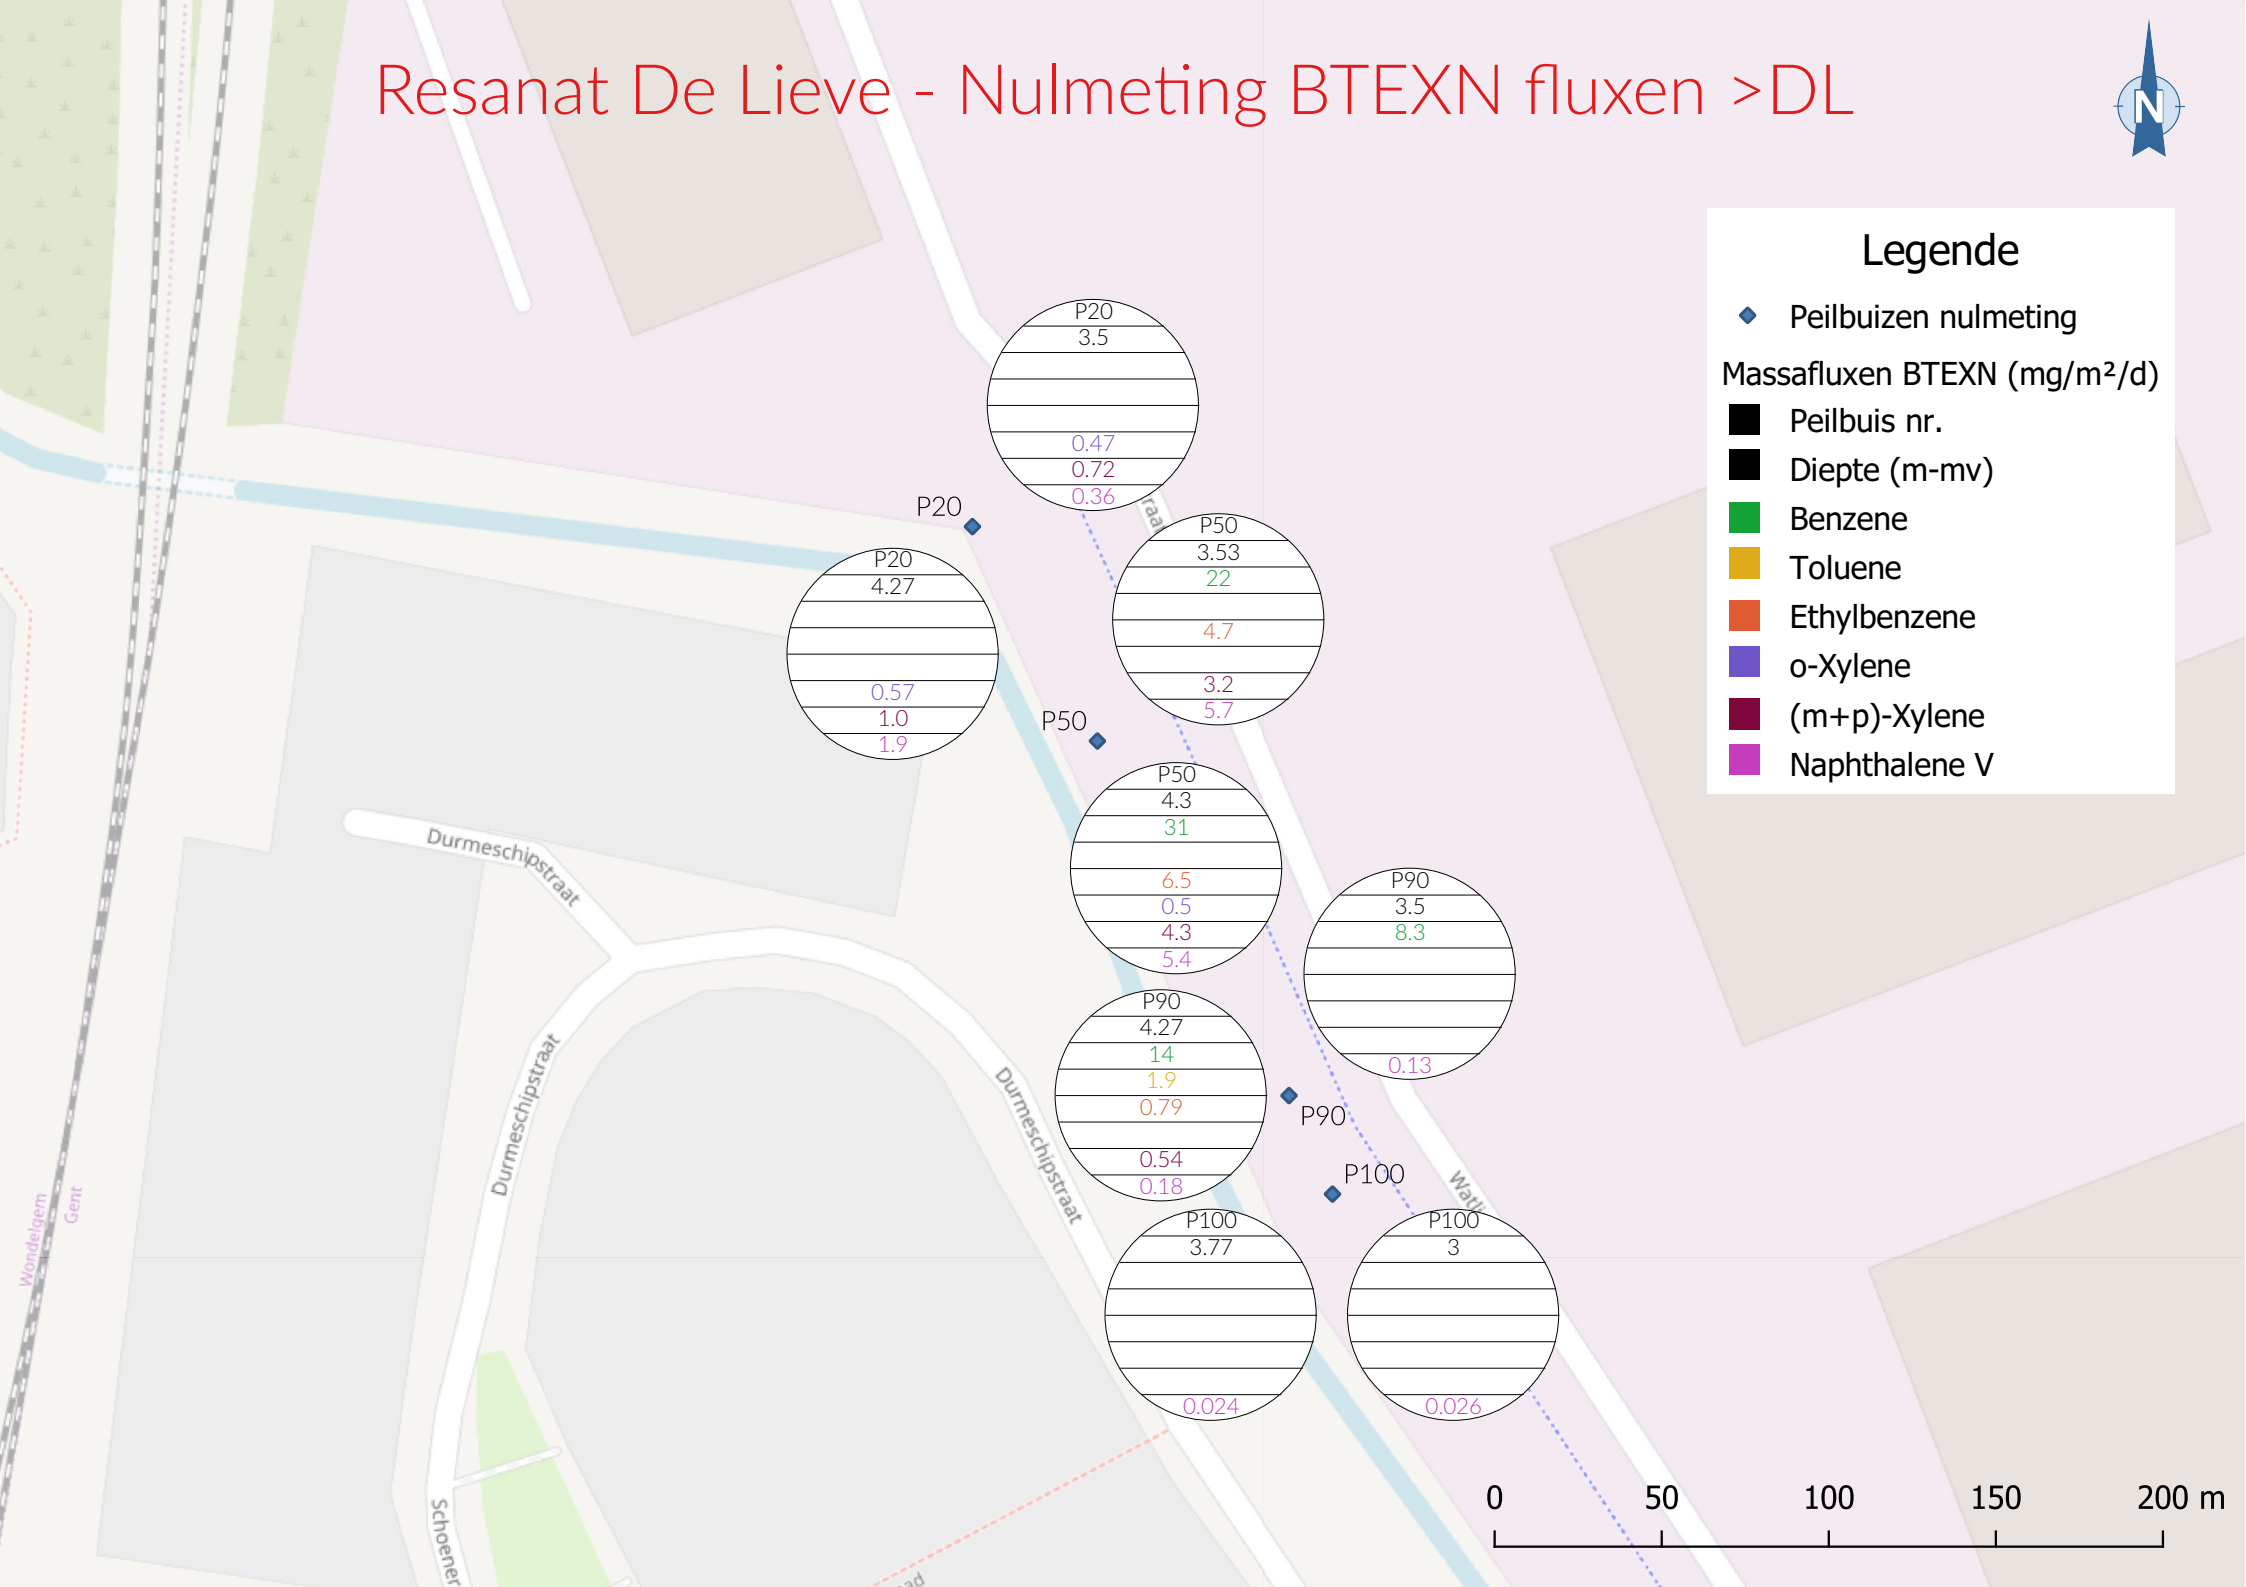 Resanat De Lieve - Nulmeting BTEXN fluxen >DL
N
Legende
Peilbuizen nulmeting
Massafluxen BTEXN (mg/m²/d)
Peilbuis nr.
Diepte (m-mv)
Benzene
Toluene
Ethylbenzene
o-Xylene
(m+p)-Xylene
Naphthalene V
P20
3.5
0.47
0.72
0.36
P20
P20
4.27
0.57
1.0
1.9
P50
3.53
22
4.7
3.2
5.7
P50
P50
4.3
31
6.5
0.5
4.3
5.4
P90
3.5
8.3
0.13
P90
4.27
14
1.9
0.79
0.54
0.18
P90
P100
P100
3.77
0.024
P100
3
0.026
Durmeschipstraat
Durmeschipstraat
Durmeschipstraat
Wondelgem
Gent
0 50 100 150 200 m